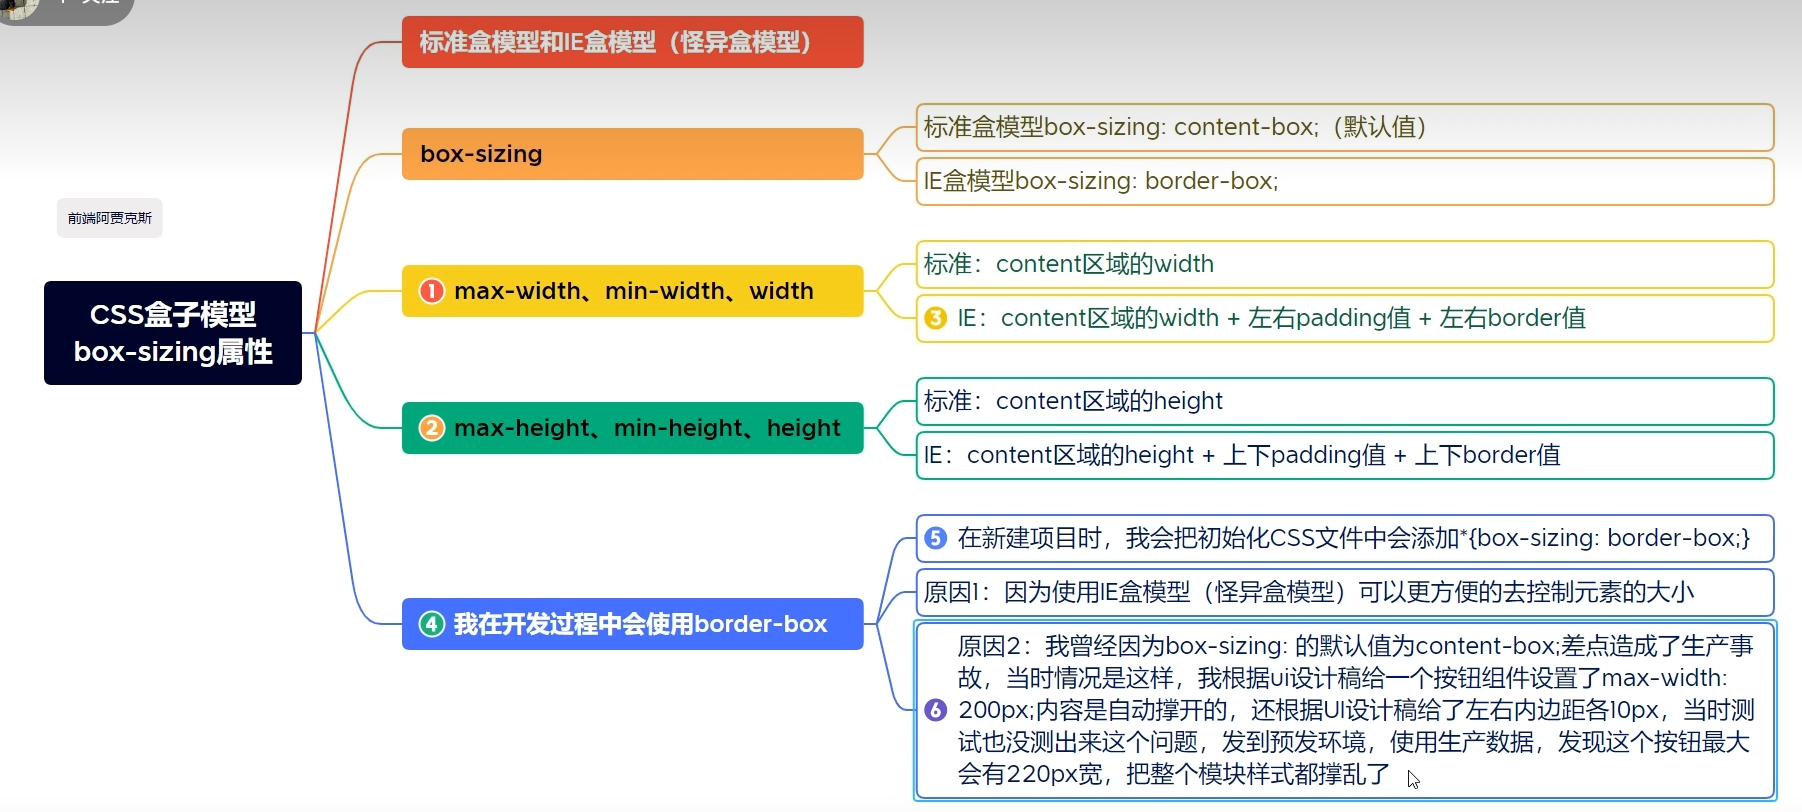 标准盒模型和IE盒模型（怪异盒模型）
box-sizing
标准盒模型box-sizing: content-box;（默认值）
IE盒模型box-sizing: border-box;
前端阿贾克斯
CSS盒子模型
box-sizing属性
1 max-width、min-width、width
标准：content区域的width
3 IE：content区域的width + 左右padding值 + 左右border值
2 max-height、min-height、height
标准：content区域的height
IE：content区域的height + 上下padding值 + 上下border值
4 我在开发过程中会使用border-box
5 在新建项目时，我会把初始化CSS文件中会添加*{box-sizing: border-box;}
原因1：因为使用IE盒模型（怪异盒模型）可以更方便的去控制元素的大小
6 原因2：我曾经因为box-sizing: 的默认值为content-box;差点造成了生产事
故，当时情况是这样，我根据ui设计稿给一个按钮组件设置了max-width:
200px;内容是自动撑开的，还根据UI设计稿给了左右内边距各10px，当时测
试也没测出来这个问题，发到预发环境，使用生产数据，发现这个按钮最大
会有220px宽，把整个模块样式都撑乱了